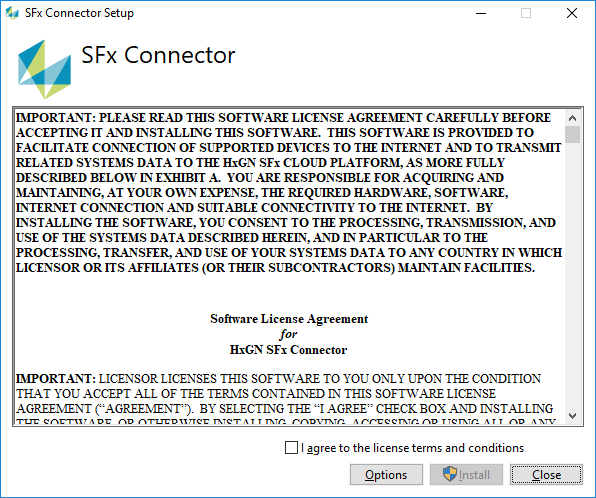 SFx Connector Setup
SFx Connector
IMPORTANT: PLEASE READ THIS SOFTWARE LICENSE AGREEMENT CAREFULLY BEFORE
ACCEPTING IT AND INSTALLING THIS SOFTWARE.  THIS SOFTWARE IS PROVIDED TO
FACILITATE CONNECTION OF SUPPORTED DEVICES TO THE INTERNET AND TO TRANSMIT
RELATED SYSTEMS DATA TO THE HxGN SFx CLOUD PLATFORM, AS MORE FULLY
DESCRIBED BELOW IN EXHIBIT A.  YOU ARE RESPONSIBLE FOR ACQUIRING AND
MAINTAINING, AT YOUR OWN EXPENSE, THE REQUIRED HARDWARE, SOFTWARE,
INTERNET CONNECTION AND SUITABLE CONNECTIVITY TO THE INTERNET.  BY
INSTALLING THE SOFTWARE, YOU CONSENT TO THE PROCESSING, TRANSMISSION, AND
USE OF THE SYSTEMS DATA DESCRIBED HEREIN, AND IN PARTICULAR TO THE
PROCESSING, TRANSFER, AND USE OF YOUR SYSTEMS DATA TO ANY COUNTRY IN WHICH
LICENSOR OR ITS AFFILIATES (OR THEIR SUBCONTRACTORS) MAINTAIN FACILITIES.
Software License Agreement
for
HxGN SFx Connector
IMPORTANT: LICENSOR LICENSES THIS SOFTWARE TO YOU ONLY UPON THE CONDITION
THAT YOU ACCEPT ALL OF THE TERMS CONTAINED IN THIS SOFTWARE LICENSE
AGREEMENT (“AGREEMENT”).  BY SELECTING THE “I AGREE” CHECK BOX AND INSTALLING
THE SOFTWARE, OR OTHERWISE INSTALLING, COPYING, ACCESSING OR USING ALL OR ANY
I agree to the license terms and conditions
Options
Install
Close